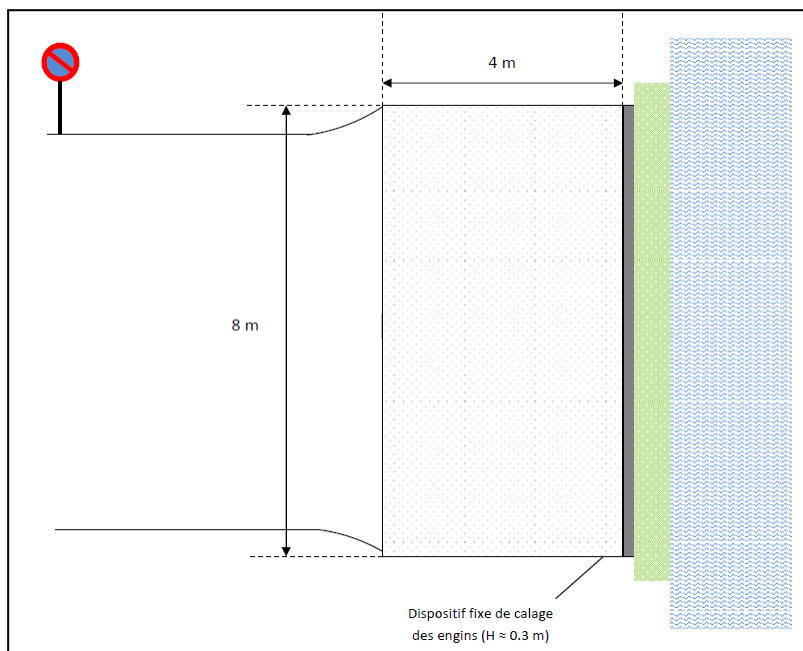 4 m
8 m
Dispositif fixe de calage
des engins (H ≈ 0.3 m)